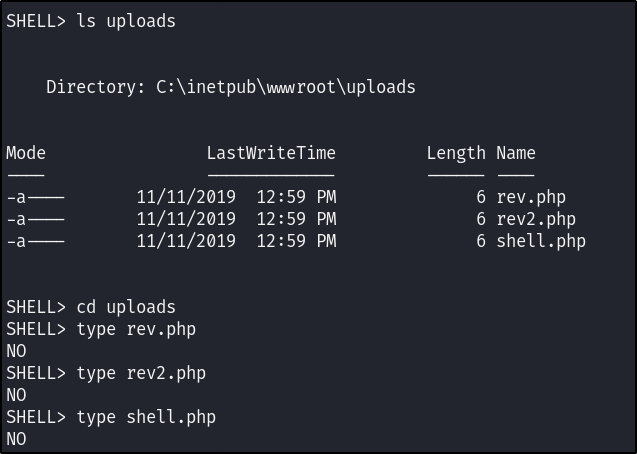 SHELL> ls uploads
Directory: C:\inetpub\wwwroot\uploads
Mode                LastWriteTime         Length Name
----                -------------         ------ ----
-a----       11/11/2019  12:59 PM              6 rev.php
-a----       11/11/2019  12:59 PM              6 rev2.php
-a----       11/11/2019  12:59 PM              6 shell.php
SHELL> cd uploads
SHELL> type rev.php
NO
SHELL> type rev2.php
NO
SHELL> type shell.php
NO